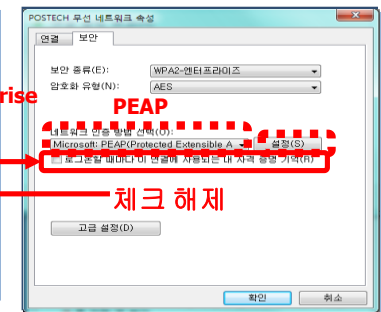 POSTECH 무선 네트워크 속성
연결 보안
보안 종류(E): WPA2-엔터프라이즈
암호화 유형(N): AES
rise
PEAP
네트워크 인증 방법 선택(O):
Microsoft: PEAP(Protected Extensible A 설정(S)
로그온할 때마다 이 연결에 사용되는 내 자격 증명 기억(R)
체크 해제
고급 설정(D)
확인 취소